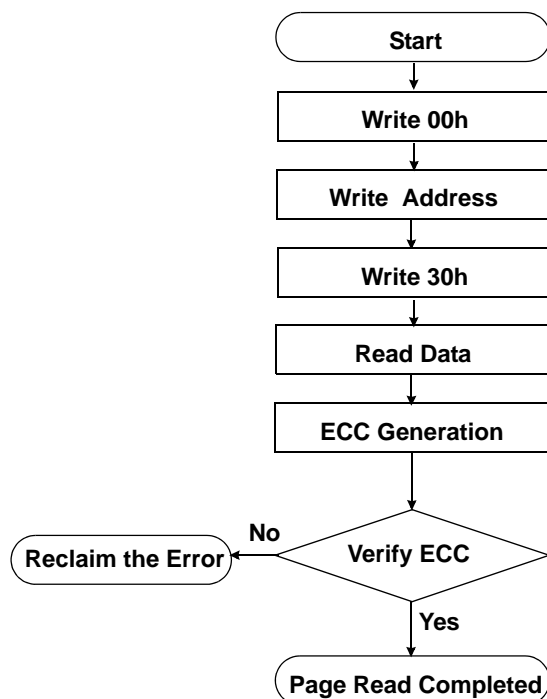 Start
Write 00h
Write Address
Write 30h
Read Data
ECC Generation
No
Reclaim the Error
Verify ECC
Yes
Page Read Completed